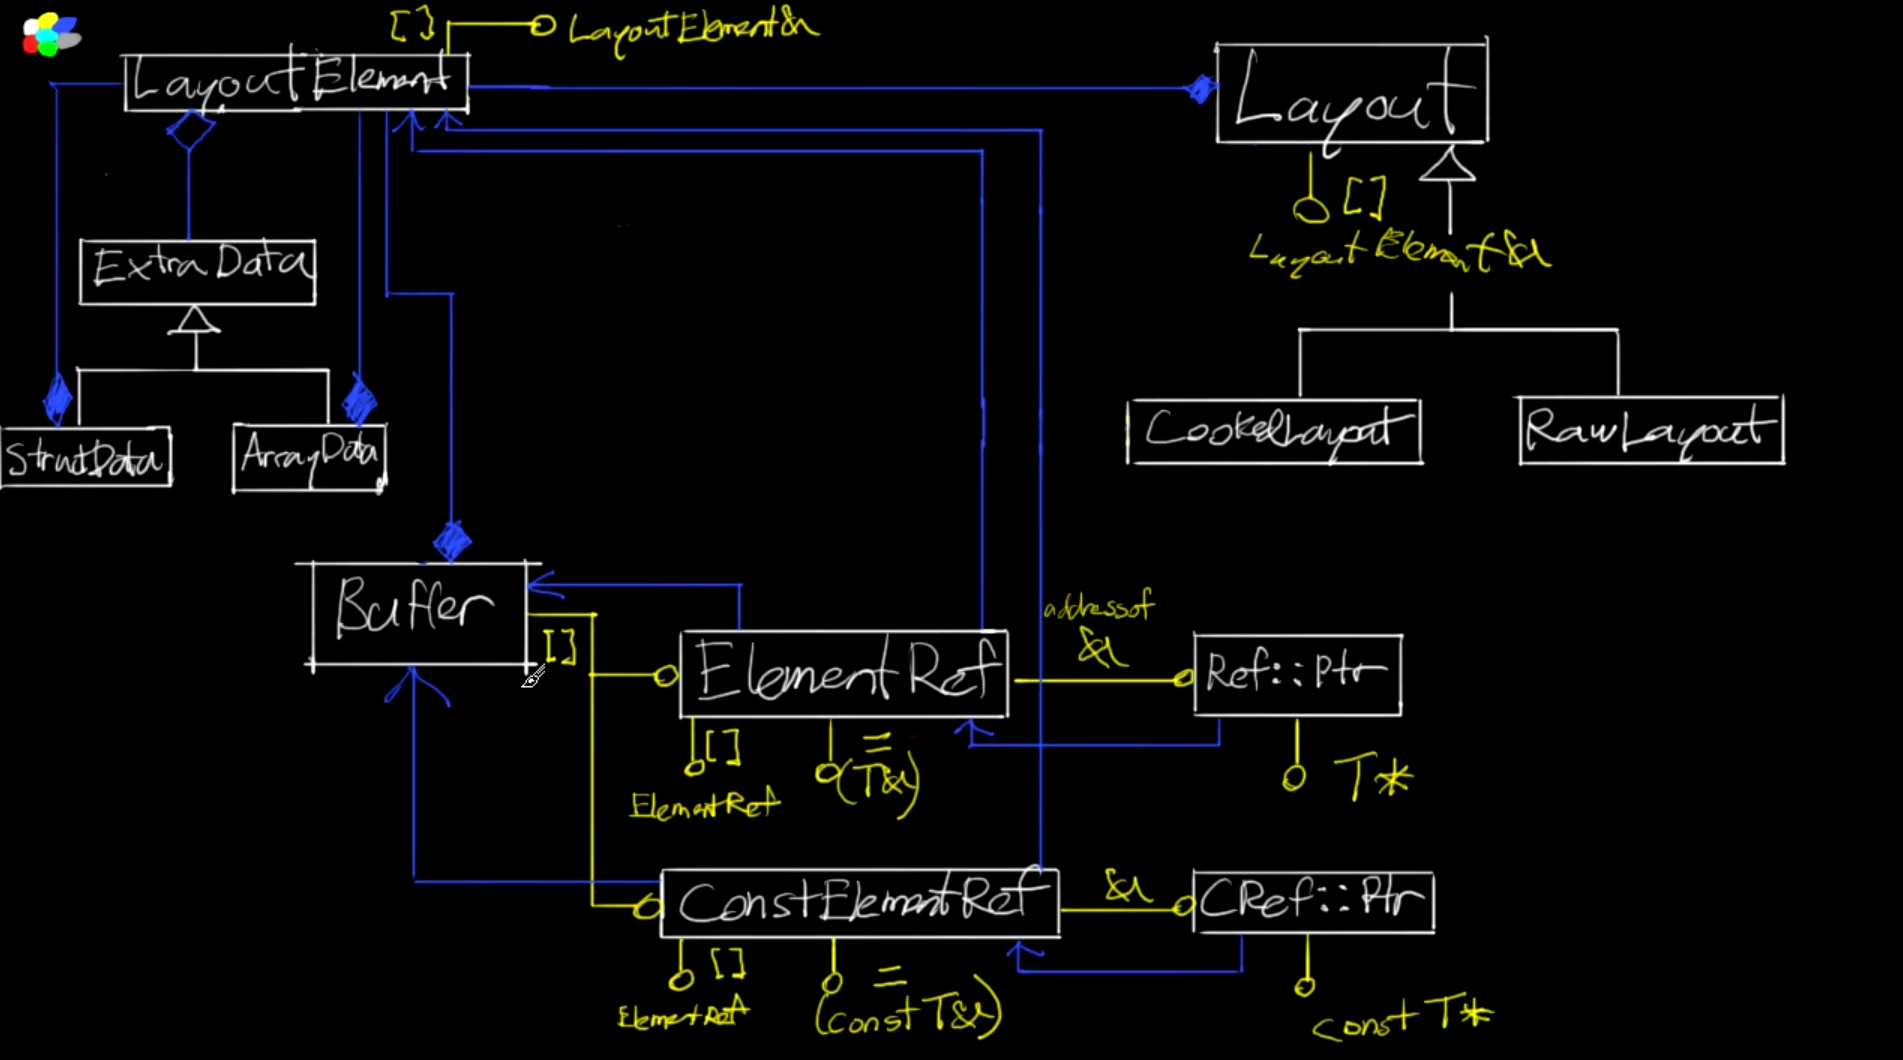 [] LayoutElement&
LayoutElement
Layout
[]
LayoutElement&
ExtraData
StructData
ArrayData
CookedLayout
RawLayout
Buffer
[]
ElementRef
addressof
&
Ref::Ptr
[]
ElementRef
=
(T&)
T*
ConstElementRef
&
CRef::Ptr
[]
ElementRef
=
(const T&)
const T*